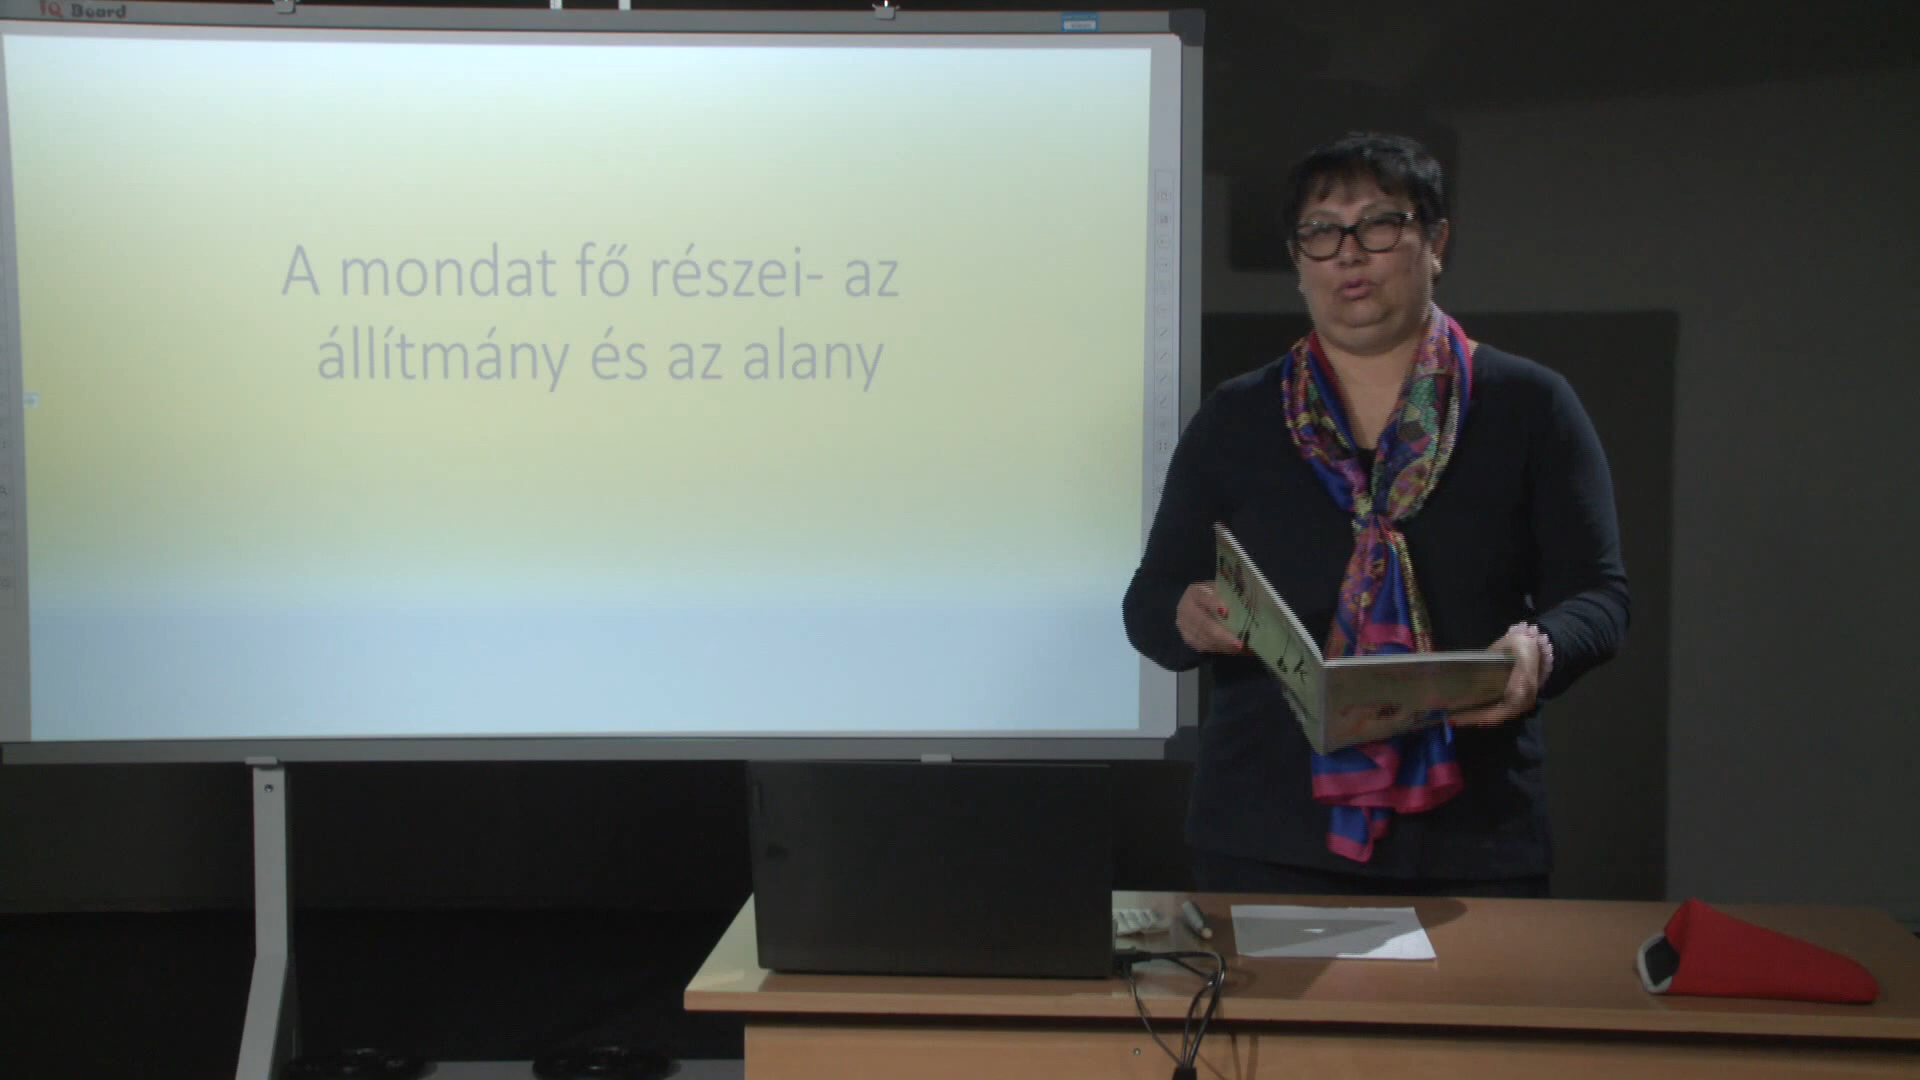 IQ Board
A mondat fő részei- az
állítmány és az alany